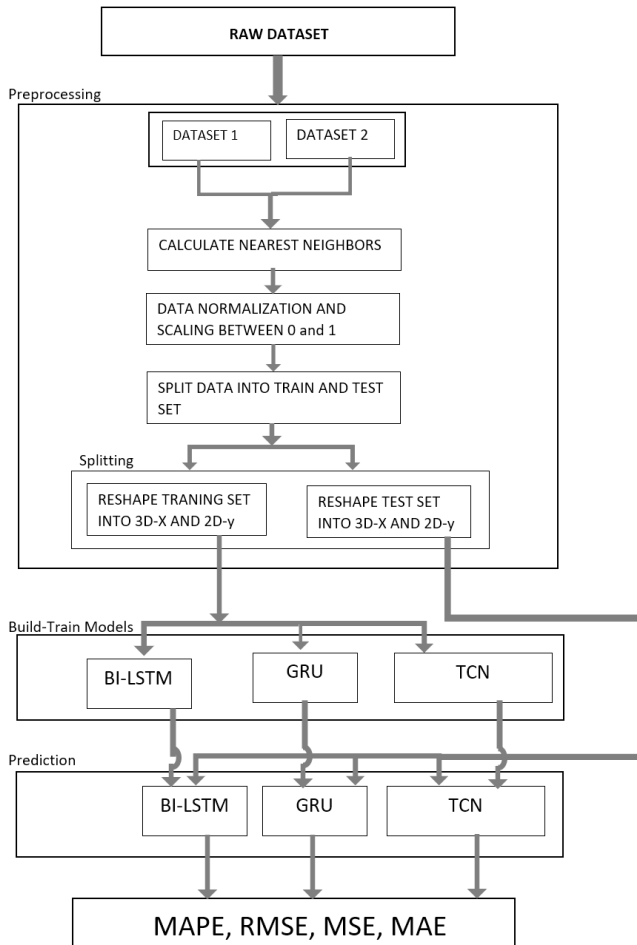 RAW DATASET
Preprocessing
DATASET 1
DATASET 2
CALCULATE NEAREST NEIGHBORS
DATA NORMALIZATION AND
SCALING BETWEEN 0 and 1
SPLIT DATA INTO TRAIN AND TEST
SET
Splitting
RESHAPE TRANING SET
INTO 3D-X AND 2D-y
RESHAPE TEST SET
INTO 3D-X AND 2D-y
Build-Train Models
BI-LSTM
GRU
TCN
Prediction
BI-LSTM
GRU
TCN
MAPE, RMSE, MSE, MAE